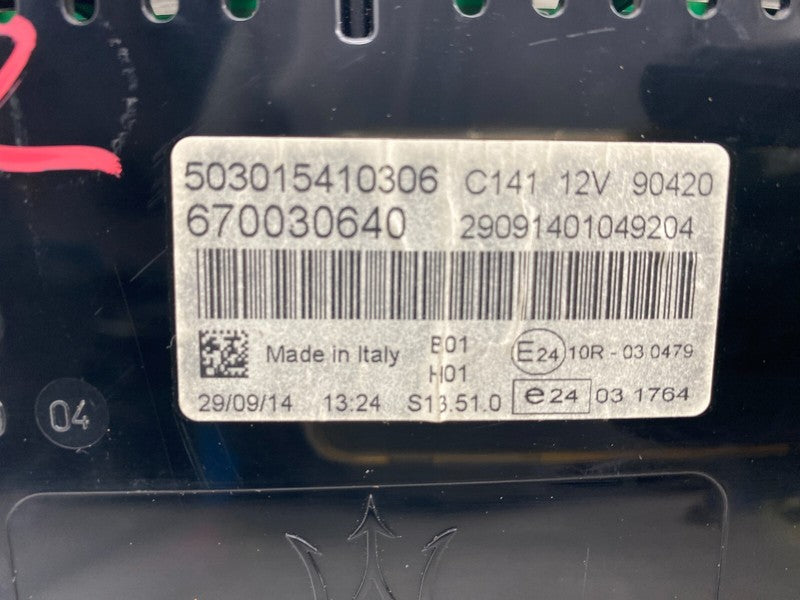 503015410306 C141 12V 90420
670030640 29091401049204
Made in Italy B01 E24 10R - 03 0479
H01
29/09/14 13:24 S13.51.0 e24 03 1764
04